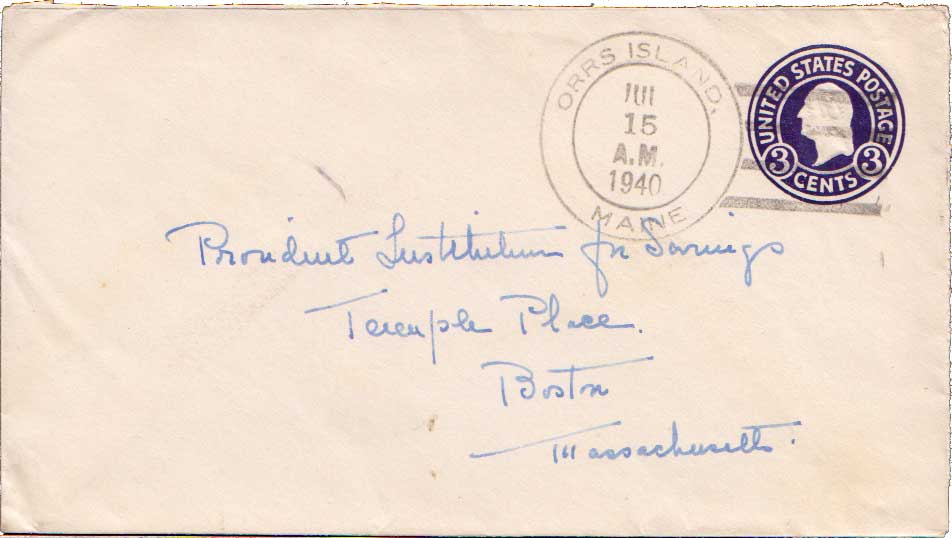 ORRS ISLAND,
JUL
15
A.M.
1940
MAINE
UNITED STATES POSTAGE
3 CENTS 3
Provident Institution for Savings
Temple Place.
Boston
Massachusetts.